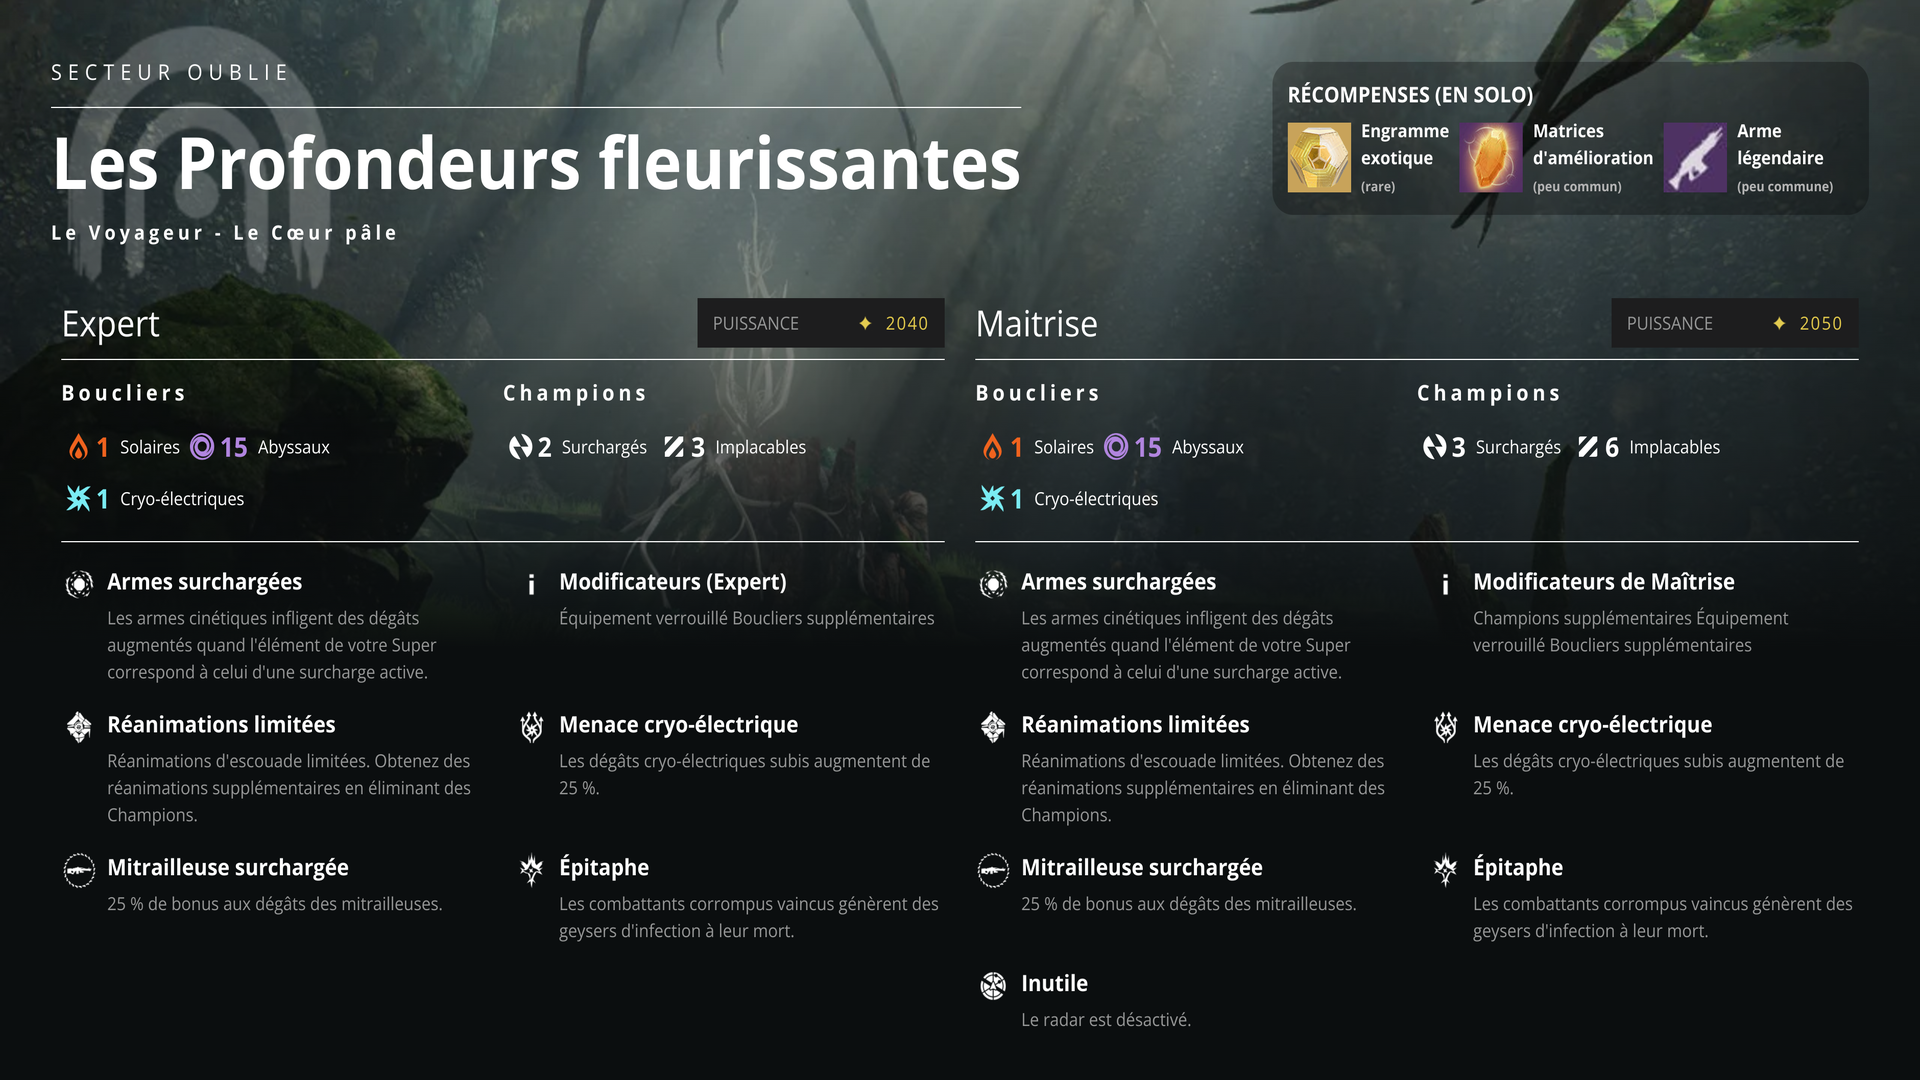 SECTEUR OUBLIE
Les Profondeurs fleurissantes
Le Voyageur - Le Cœur pâle
RÉCOMPENSES (EN SOLO)
Engramme
exotique
(rare)
Matrices
d'amélioration
(peu commun)
Arme
légendaire
(peu commune)
Expert
PUISSANCE 2040
Boucliers
1 Solaires 15 Abyssaux
1 Cryo-électriques
Champions
2 Surchargés 3 Implacables
Armes surchargées
Les armes cinétiques infligent des dégâts
augmentés quand l'élément de votre Super
correspond à celui d'une surcharge active.
Modificateurs (Expert)
Équipement verrouillé Boucliers supplémentaires
Réanimations limitées
Réanimations d'escouade limitées. Obtenez des
réanimations supplémentaires en éliminant des
Champions.
Menace cryo-électrique
Les dégâts cryo-électriques subis augmentent de
25 %.
Mitrailleuse surchargée
25 % de bonus aux dégâts des mitrailleuses.
Épitaphe
Les combattants corrompus vaincus génèrent des
geysers d'infection à leur mort.
Maitrise
PUISSANCE 2050
Boucliers
1 Solaires 15 Abyssaux
1 Cryo-électriques
Champions
3 Surchargés 6 Implacables
Armes surchargées
Les armes cinétiques infligent des dégâts
augmentés quand l'élément de votre Super
correspond à celui d'une surcharge active.
Modificateurs de Maîtrise
Champions supplémentaires Équipement
verrouillé Boucliers supplémentaires
Réanimations limitées
Réanimations d'escouade limitées. Obtenez des
réanimations supplémentaires en éliminant des
Champions.
Menace cryo-électrique
Les dégâts cryo-électriques subis augmentent de
25 %.
Mitrailleuse surchargée
25 % de bonus aux dégâts des mitrailleuses.
Épitaphe
Les combattants corrompus vaincus génèrent des
geysers d'infection à leur mort.
Inutile
Le radar est désactivé.